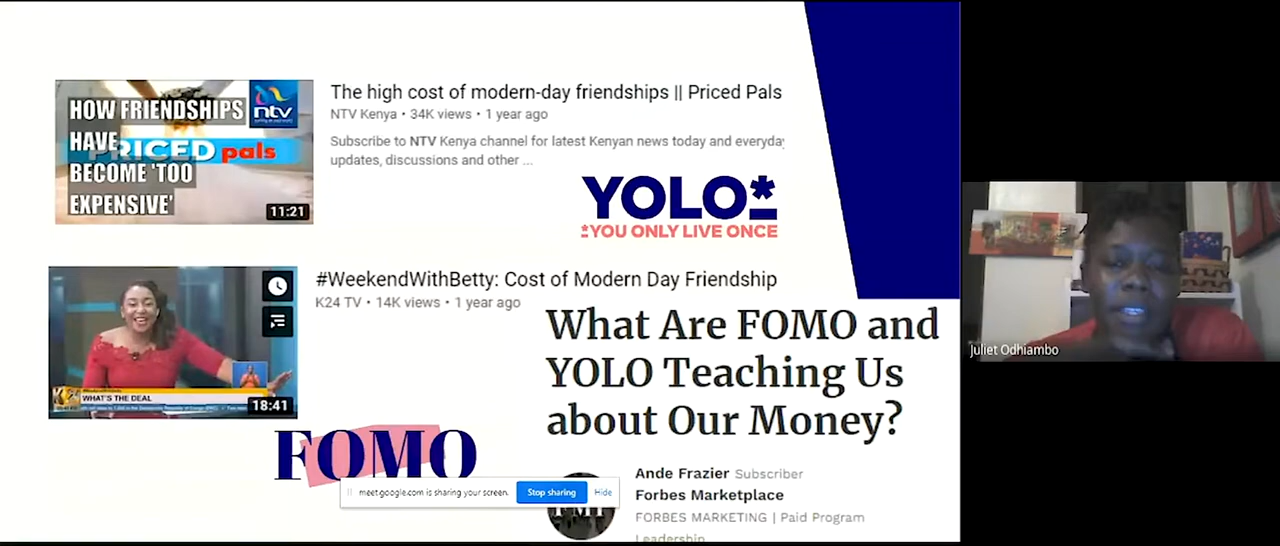 HOW FRIENDSHIPS
HAVE
PRICED pals
BECOME 'TOO
EXPENSIVE'
ntv
11:21
The high cost of modern-day friendships || Priced Pals
NTV Kenya • 34K views • 1 year ago
Subscribe to NTV Kenya channel for latest Kenyan news today and everyday
updates, discussions and other ...
YOLO*
*YOU ONLY LIVE ONCE
#WeekendWithBetty: Cost of Modern Day Friendship
K24 TV • 14K views • 1 year ago
WHAT'S THE DEAL
18:41
What Are FOMO and
YOLO Teaching Us
about Our Money?
FOMO
meet.google.com is sharing your screen.
Stop sharing
Hide
Ande Frazier Subscriber
Forbes Marketplace
FORBES MARKETING | Paid Program
Leadership
Juliet Odhiambo